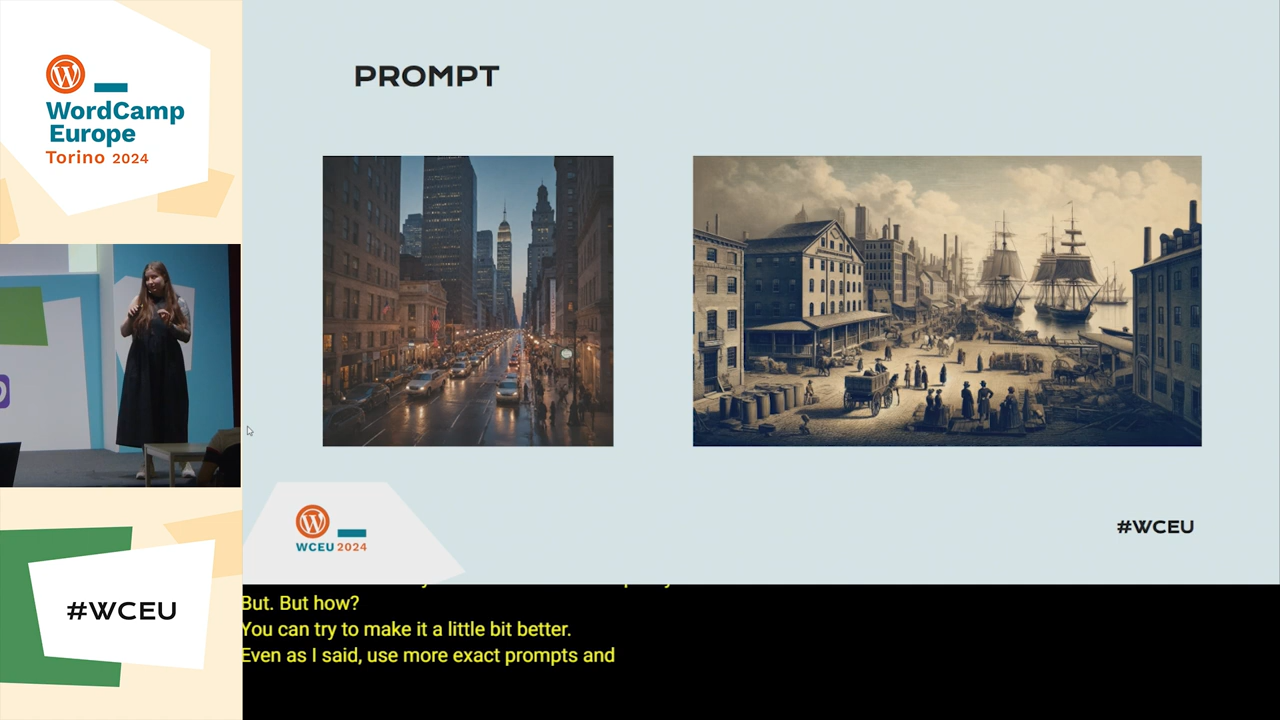 WordCamp
Europe
Torino 2024
PROMPT
WCEU 2024
#WCEU
#WCEU
But. But how?
You can try to make it a little bit better.
Even as I said, use more exact prompts and